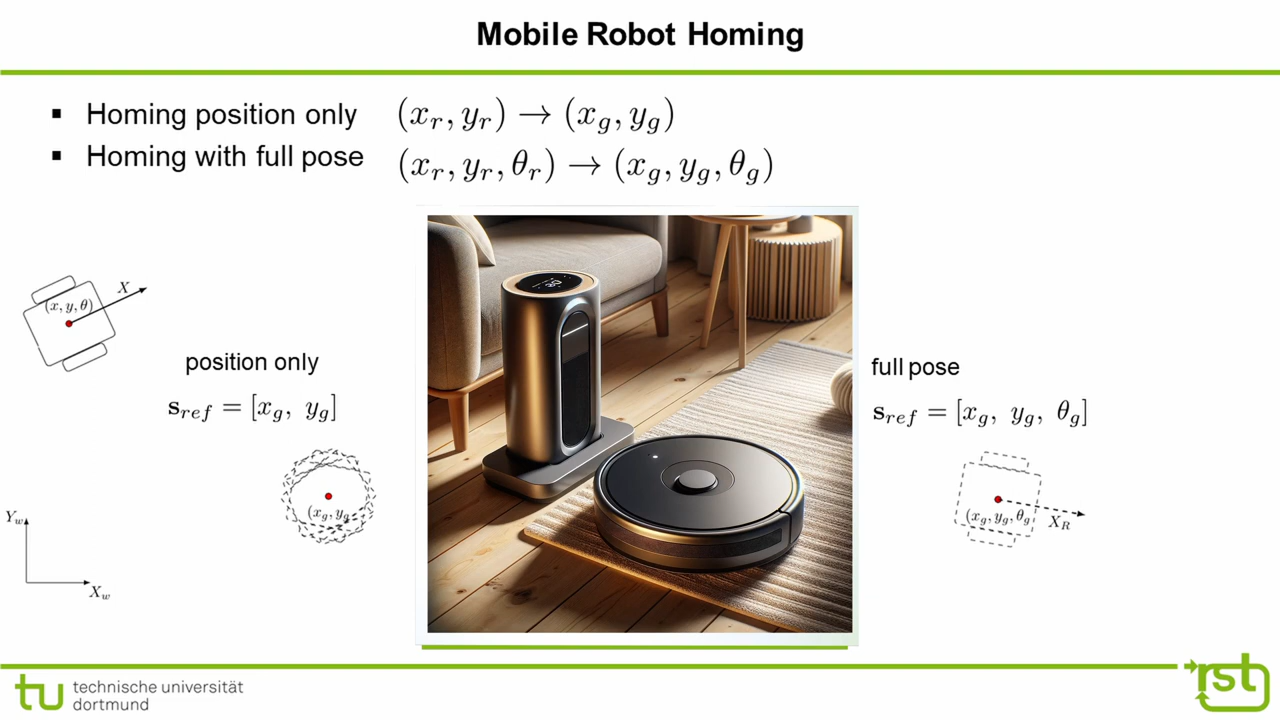 Mobile Robot Homing
▪ Homing position only (x_r, y_r) → (x_g, y_g)
▪ Homing with full pose (x_r, y_r, θ_r) → (x_g, y_g, θ_g)
X
(x, y, θ)
position only
s_ref = [x_g, y_g]
(x_g, y_g
Y_w
X_w
full pose
s_ref = [x_g, y_g, θ_g]
(x_g, y_g, θ_g)
X_R
tu technische universität
dortmund
rst